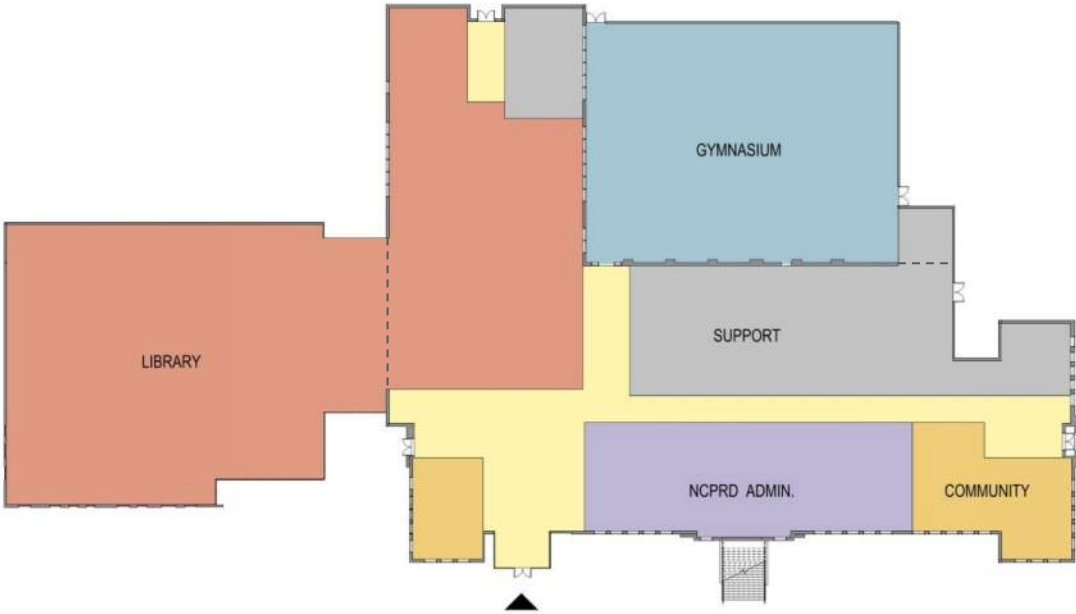 GYMNASIUM
SUPPORT
LIBRARY
NCPRD ADMIN.
COMMUNITY